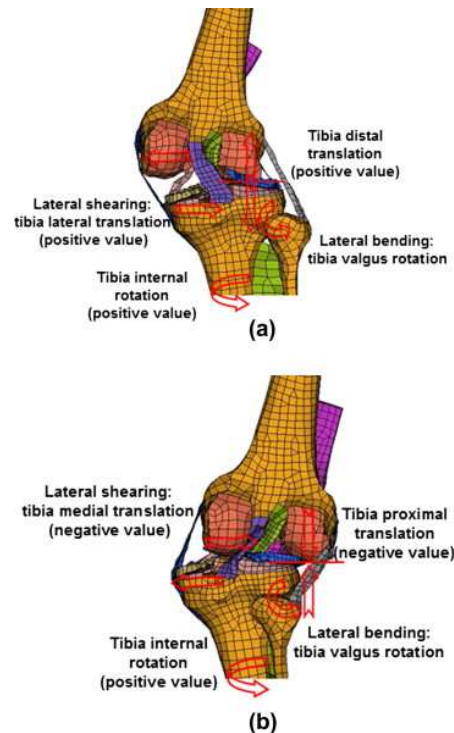 Tibia distal
translation
(positive value)
Lateral shearing:
tibia lateral translation
(positive value)
Lateral bending:
tibia valgus rotation
Tibia internal
rotation
(positive value)
(a)
Lateral shearing:
tibia medial translation
(negative value)
Tibia proximal
translation
(negative value)
Tibia internal
rotation
(positive value)
Lateral bending:
tibia valgus rotation
(b)